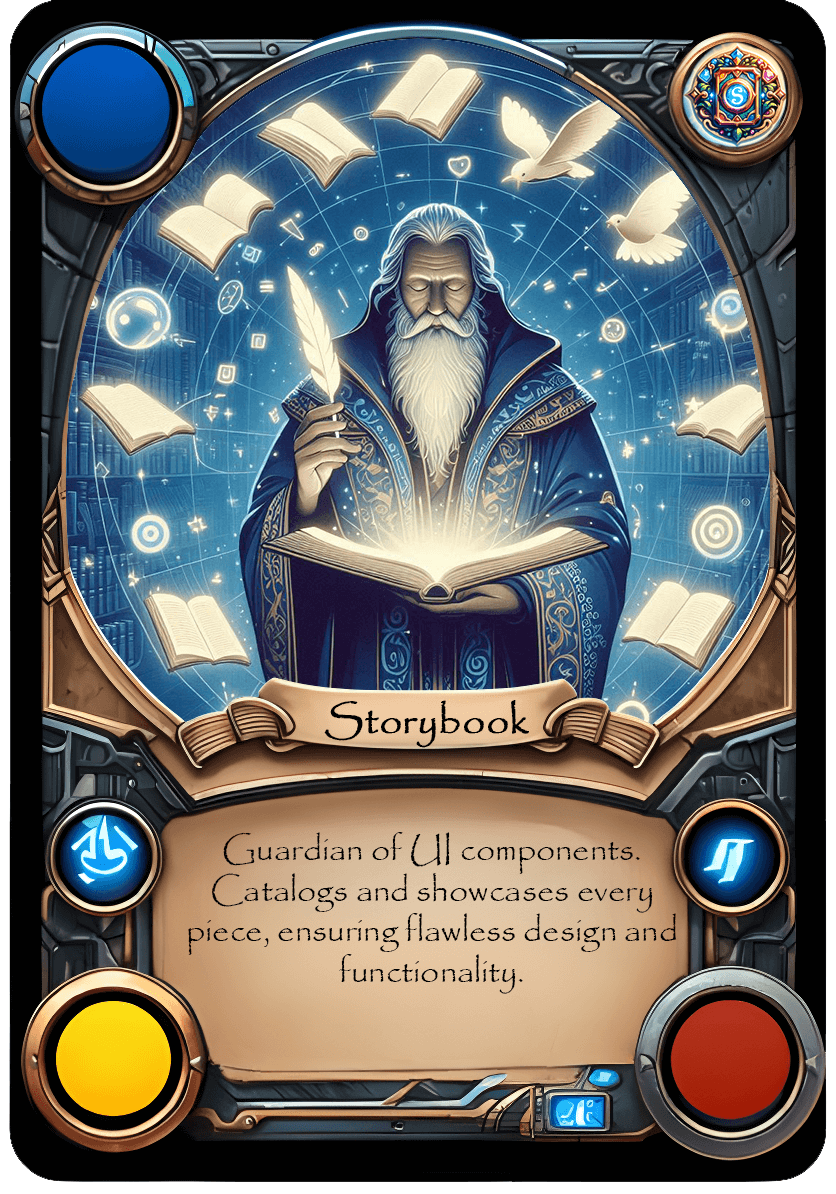 S
Storybook
Guardian of UI components.
Catalogs and showcases every
piece, ensuring flawless design and
functionality.